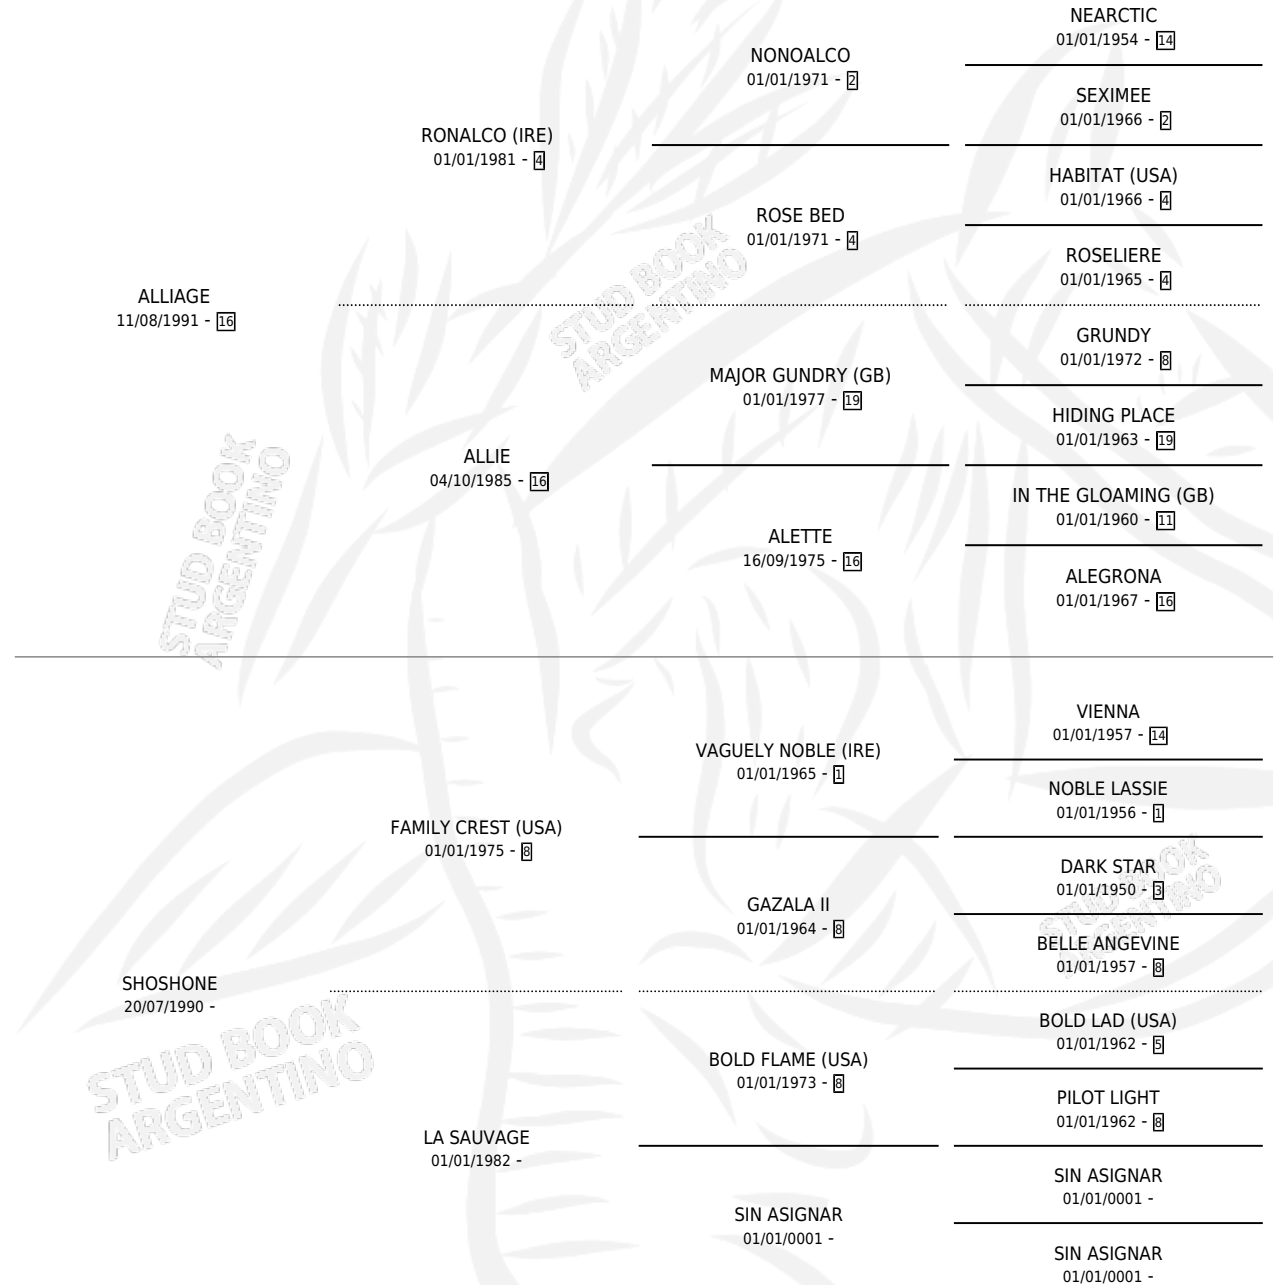 NEARCTIC
01/01/1954 - 14
NONOALCO
01/01/1971 - 2
SEXIMEE
01/01/1966 - 2
RONALCO (IRE)
01/01/1981 - 4
HABITAT (USA)
01/01/1966 - 4
ROSE BED
01/01/1971 - 4
ROSELIERE
01/01/1965 - 4
ALLIAGE
11/08/1991 - 16
GRUNDY
01/01/1972 - 8
MAJOR GUNDRY (GB)
01/01/1977 - 19
HIDING PLACE
01/01/1963 - 19
ALLIE
04/10/1985 - 16
IN THE GLOAMING (GB)
01/01/1960 - 11
ALETTE
16/09/1975 - 16
ALEGRONA
01/01/1967 - 16
VIENNA
01/01/1957 - 14
VAGUELY NOBLE (IRE)
01/01/1965 - 1
NOBLE LASSIE
01/01/1956 - 1
FAMILY CREST (USA)
01/01/1975 - 8
DARK STAR
01/01/1950 - 3
GAZALA II
01/01/1964 - 8
BELLE ANGEVINE
01/01/1957 - 8
SHOSHONE
20/07/1990 -
BOLD LAD (USA)
01/01/1962 - 5
BOLD FLAME (USA)
01/01/1973 - 8
PILOT LIGHT
01/01/1962 - 8
LA SAUVAGE
01/01/1982 -
SIN ASIGNAR
01/01/0001 -
SIN ASIGNAR
01/01/0001 -
SIN ASIGNAR
01/01/0001 -
STUD BOOK
ARGENTINO
STUD BOOK
ARGENTINO
STUD BOOK
ARGENTINO
STUD BOOK
ARGENTINO